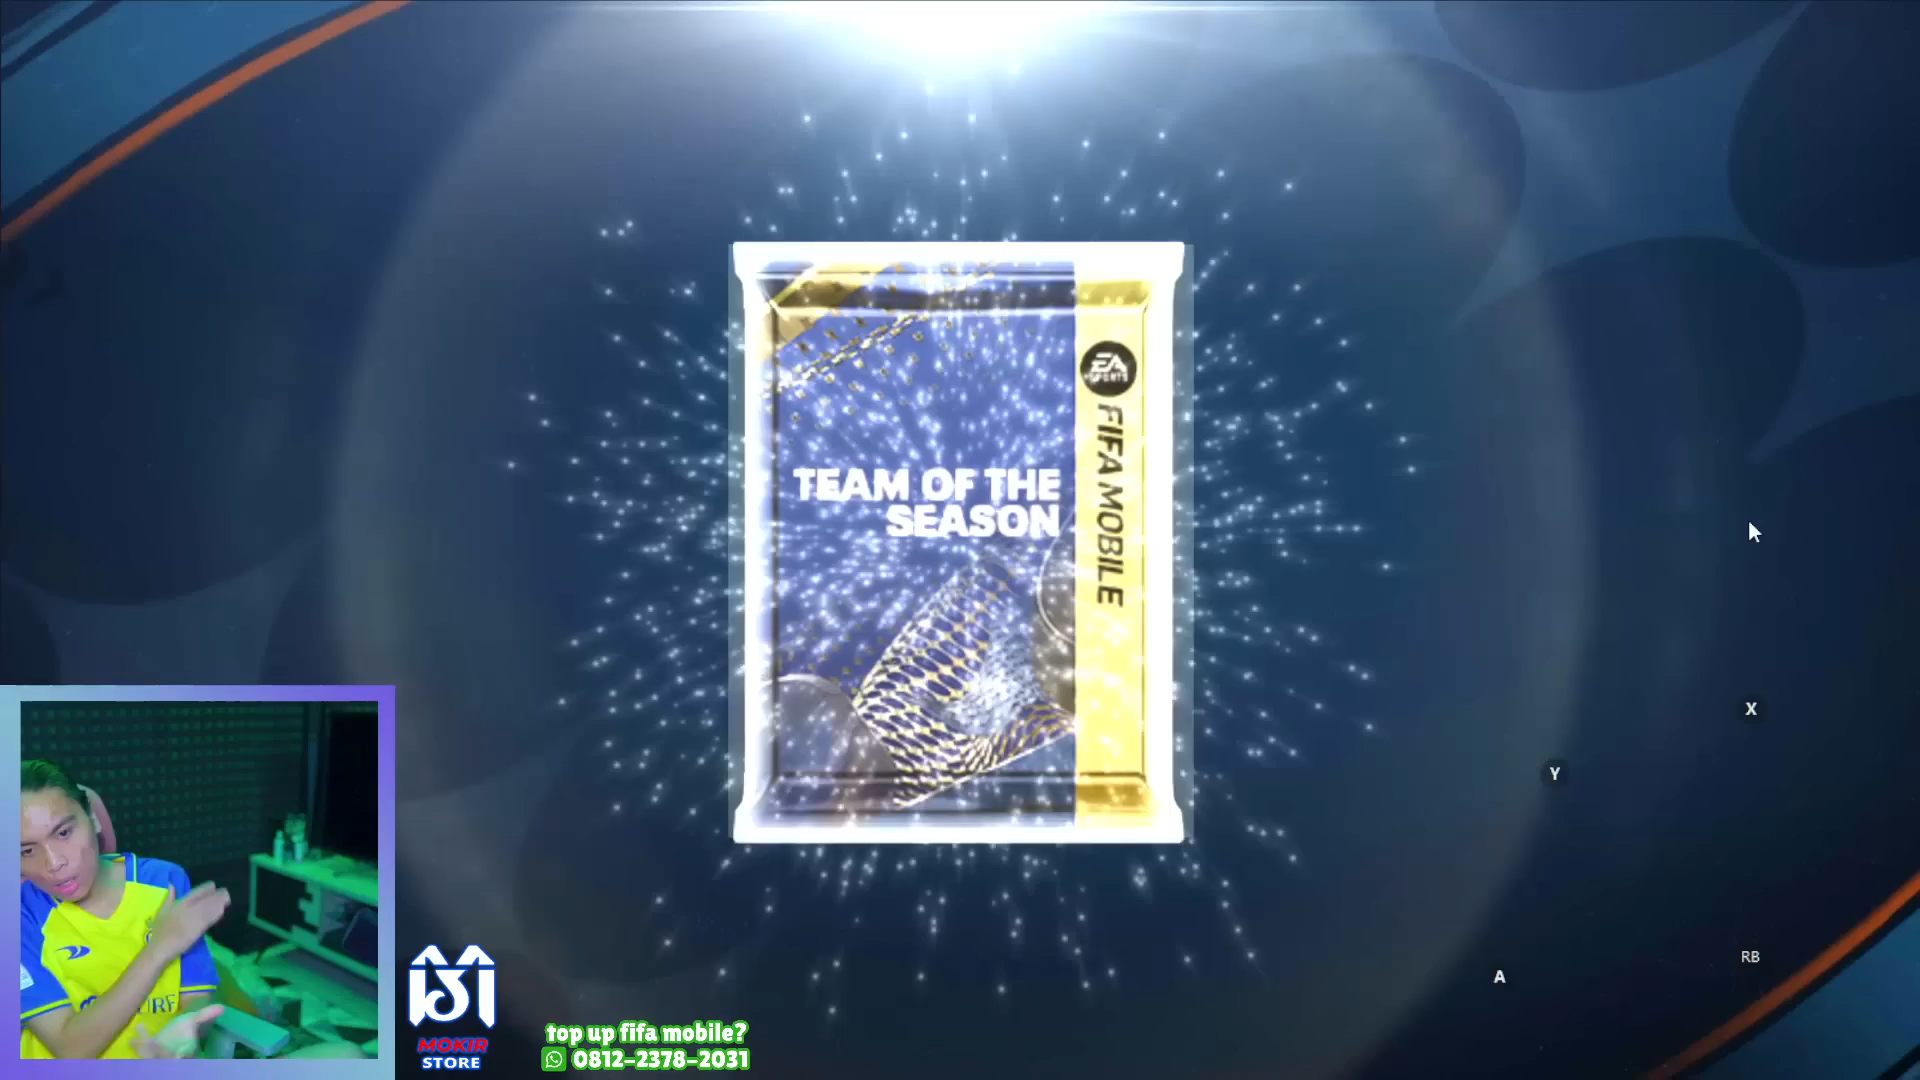 TEAM OF THE
SEASON
EA
SPORTS
FIFA MOBILE
X
Y
RB
A
MOKIR
STORE
top up fifa mobile?
0812-2378-2031